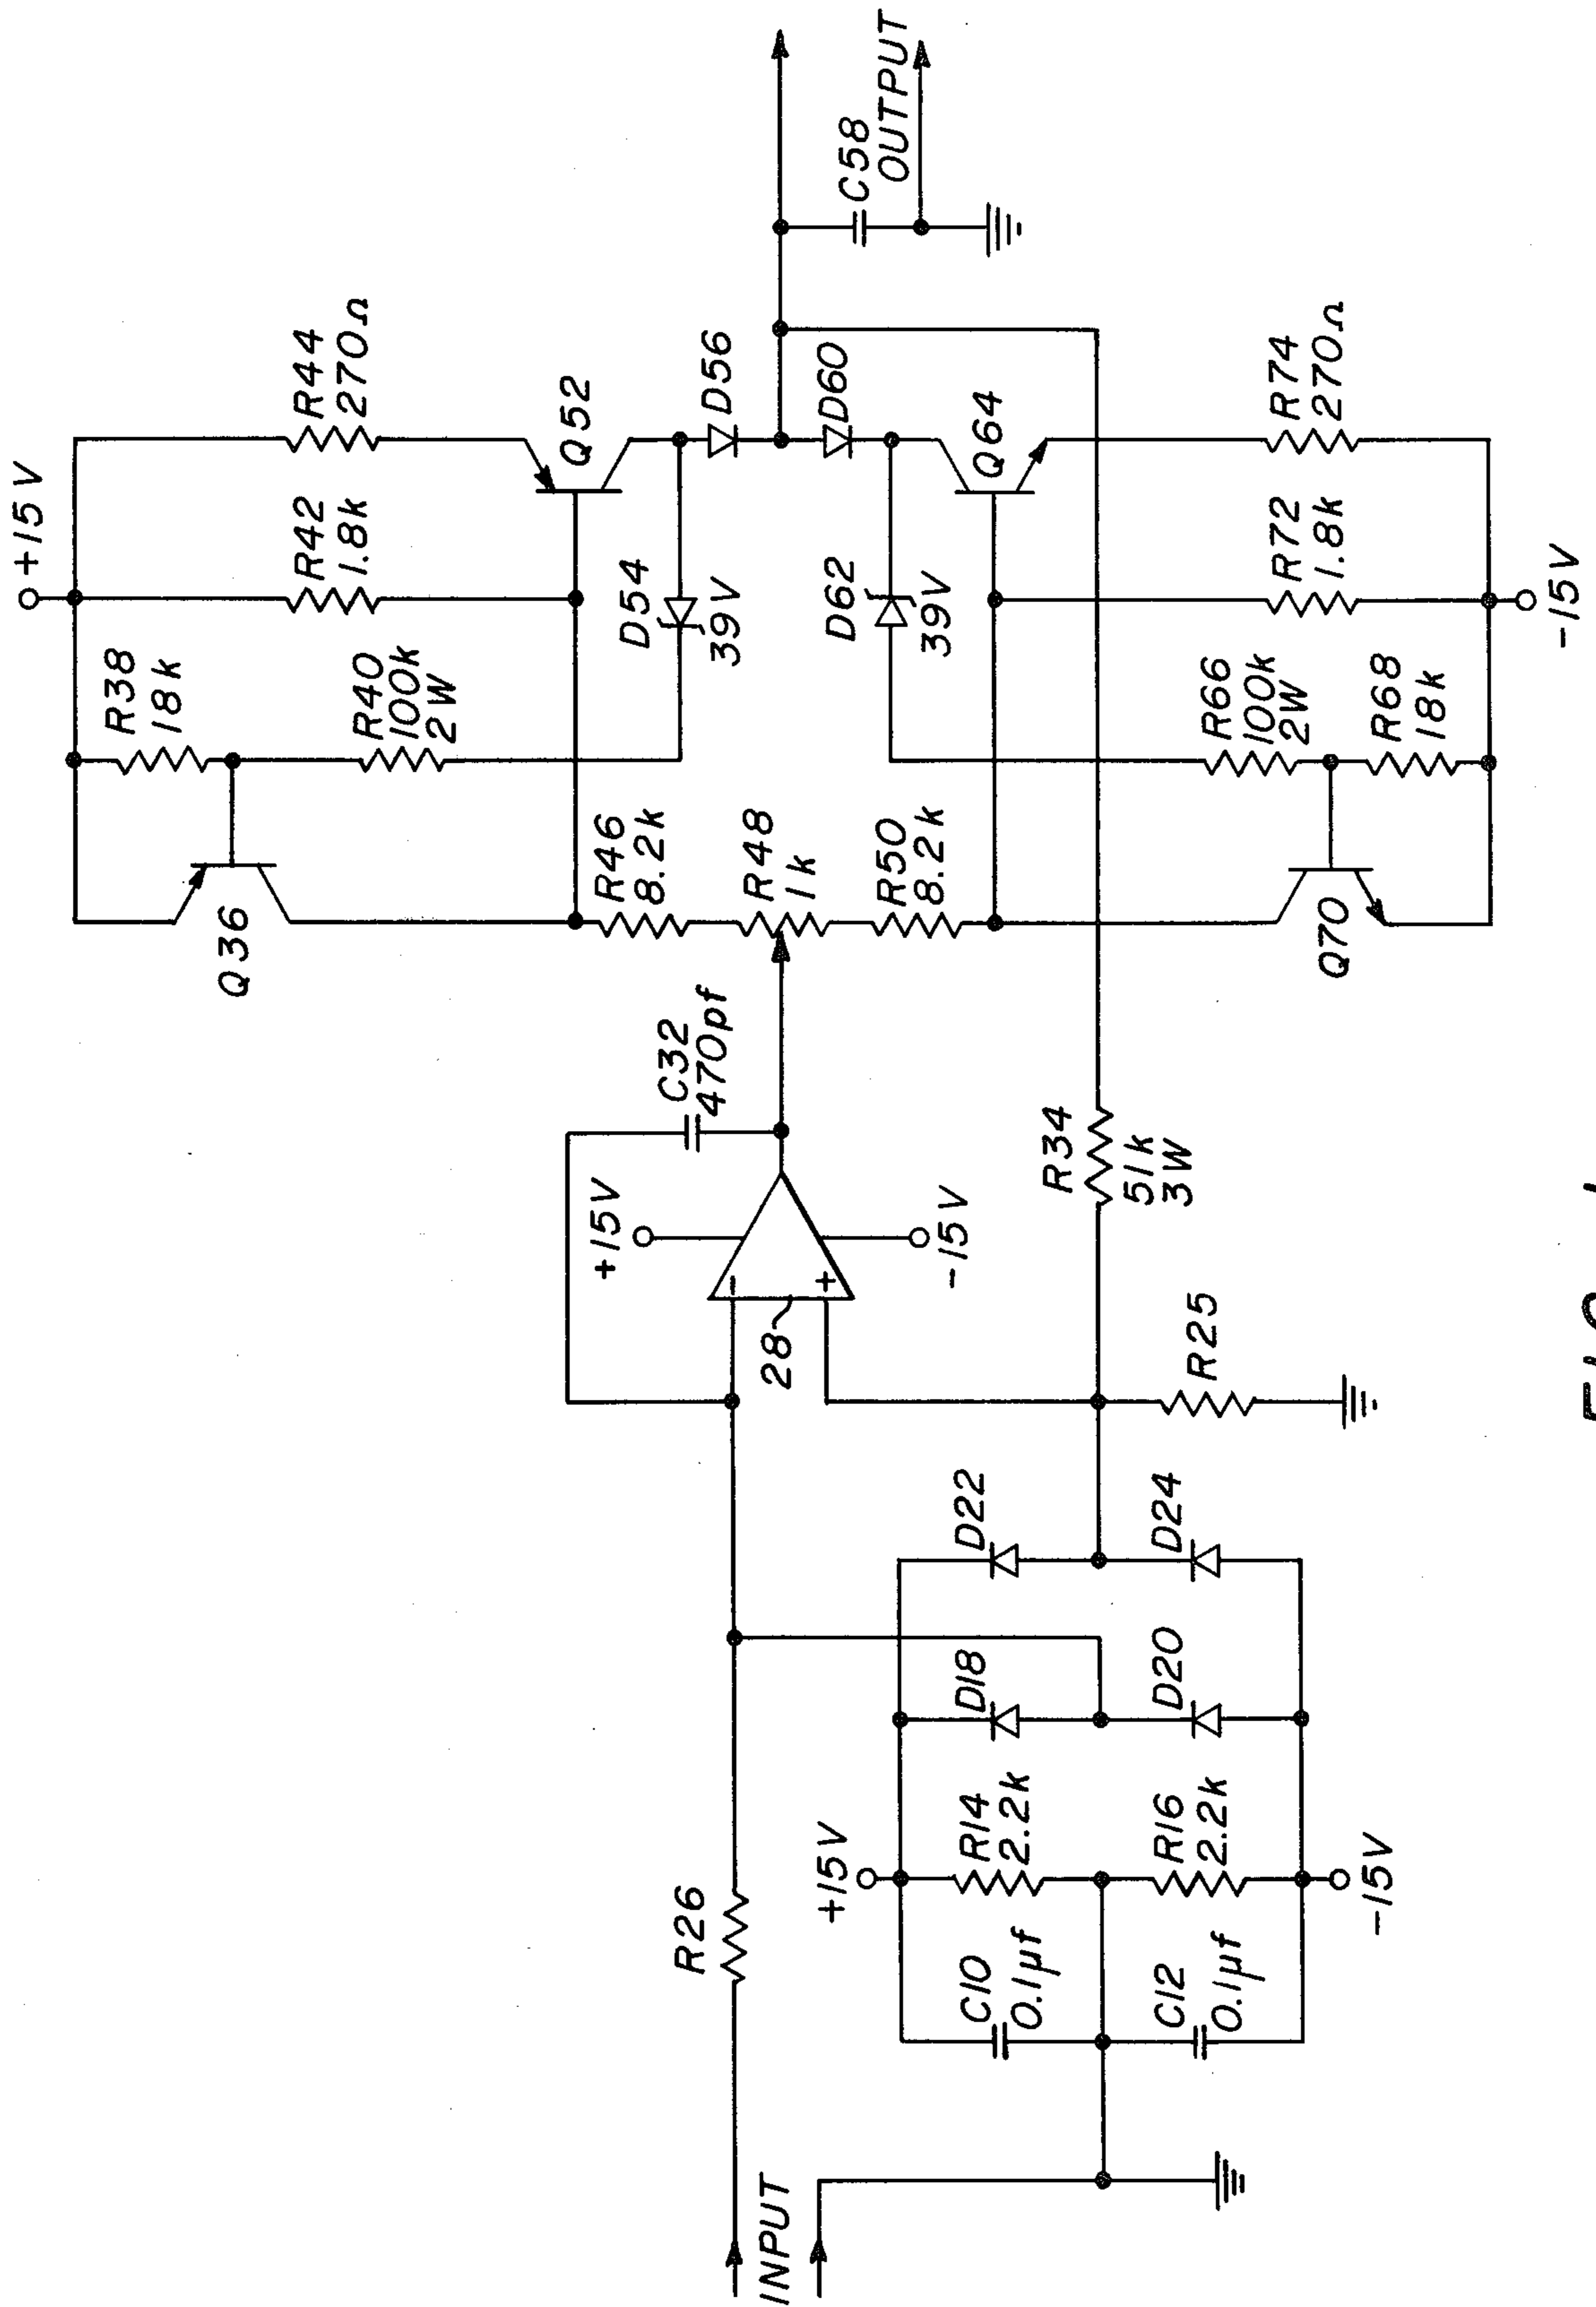 +15V
R38
18k
R42
1.8k
R44
270Ω
R40
100k
2W
Q36
Q52
D54
39V
D56
R46
8.2k
R48
1k
R50
8.2k
C32
470pf
+15V
28
-
+
-15V
D62
39V
D60
Q64
C58
OUTPUT
R66
100k
2W
R68
18k
R72
1.8k
R74
270Ω
Q70
-15V
R34
51k
3W
R25
R26
INPUT
+15V
C10
0.1µf
R14
2.2k
D18
D22
C12
0.1µf
R16
2.2k
D20
D24
-15V